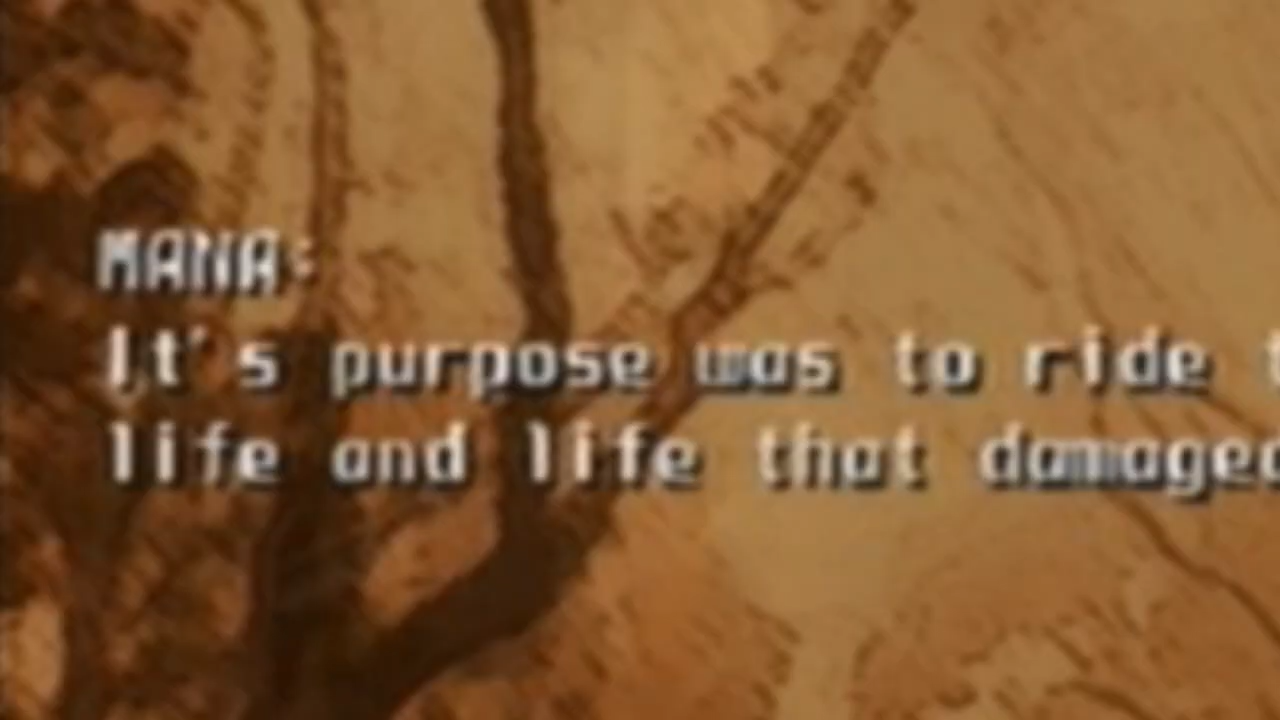 MANA:
It's purpose was to ride
life and life that damaged